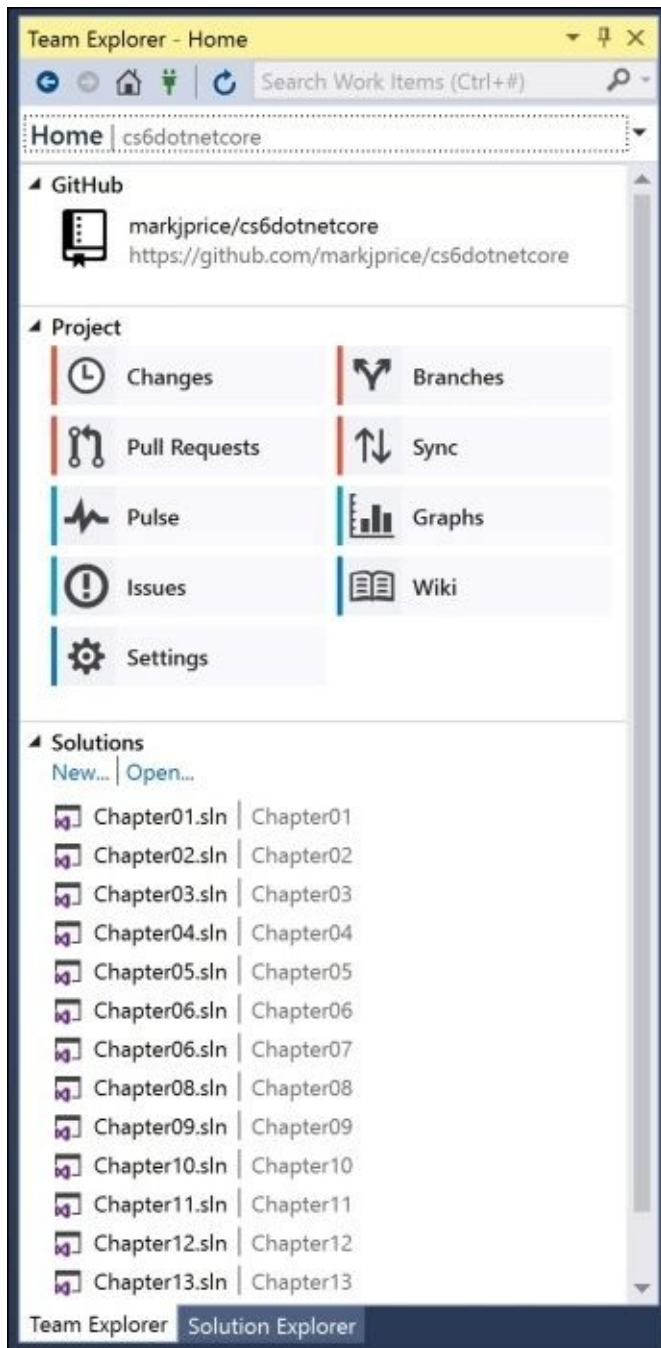 Team Explorer - Home
Search Work Items (Ctrl+#)
Home | cs6dotnetcore
GitHub
markjprice/cs6dotnetcore
https://github.com/markjprice/cs6dotnetcore
Project
Changes
Branches
Pull Requests
Sync
Pulse
Graphs
Issues
Wiki
Settings
Solutions
New... | Open...
Chapter01.sln | Chapter01
Chapter02.sln | Chapter02
Chapter03.sln | Chapter03
Chapter04.sln | Chapter04
Chapter05.sln | Chapter05
Chapter06.sln | Chapter06
Chapter06.sln | Chapter07
Chapter08.sln | Chapter08
Chapter09.sln | Chapter09
Chapter10.sln | Chapter10
Chapter11.sln | Chapter11
Chapter12.sln | Chapter12
Chapter13.sln | Chapter13
Team Explorer
Solution Explorer